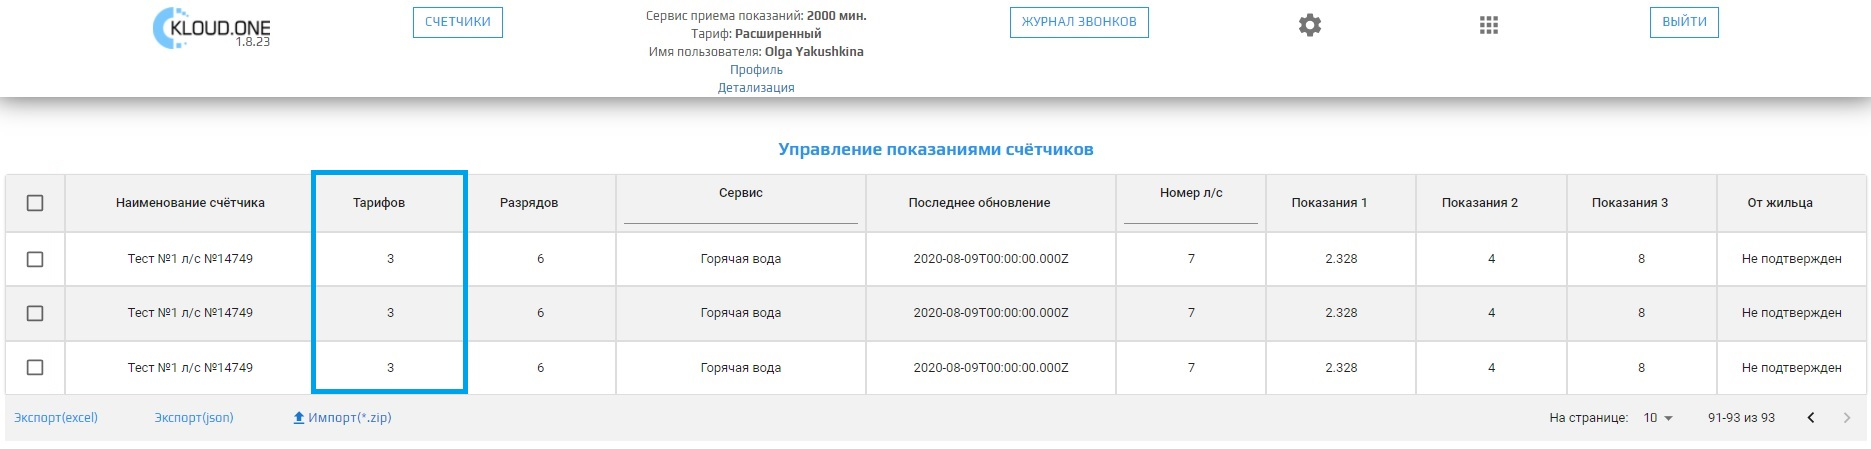 KLOUD.ONE
1.8.23
СЧЕТЧИКИ
Сервис приема показаний: 2000 мин.
Тариф: Расширенный
Имя пользователя: Olga Yakushkina
Профиль
Детализация
ЖУРНАЛ ЗВОНКОВ
ВЫЙТИ
Управление показаниями счётчиков
Наименование счётчика Тарифов Разрядов Сервис Последнее обновление Номер л/с Показания 1 Показания 2 Показания 3 От жильца
Тест №1 л/с №14749 3 6 Горячая вода 2020-08-09T00:00:00.000Z 7 2.328 4 8 Не подтвержден
Тест №1 л/с №14749 3 6 Горячая вода 2020-08-09T00:00:00.000Z 7 2.328 4 8 Не подтвержден
Тест №1 л/с №14749 3 6 Горячая вода 2020-08-09T00:00:00.000Z 7 2.328 4 8 Не подтвержден
Экспорт(excel) Экспорт(json) Импорт(*.zip) На странице: 10 91-93 из 93